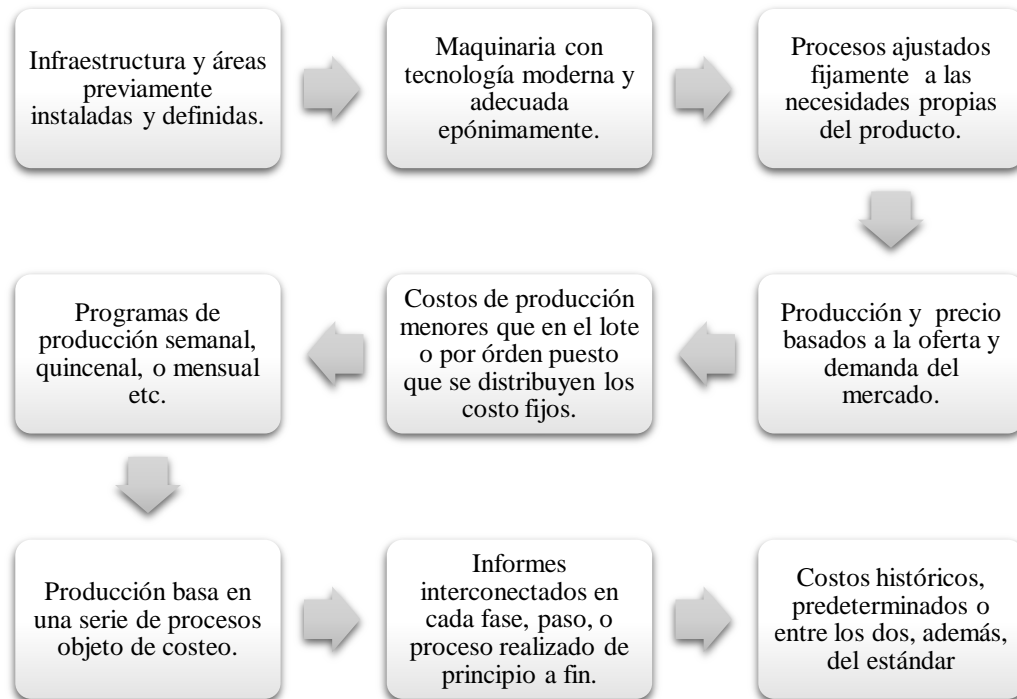 Infraestructura y áreas
previamente
instaladas y definidas.
Maquinaria con
tecnología moderna y
adecuada
epónimamente.
Procesos ajustados
fijamente a las
necesidades propias
del producto.
Producción y precio
basados a la oferta y
demanda del
mercado.
Costos de producción
menores que en el lote
o por órden puesto
que se distribuyen los
costo fijos.
Programas de
producción semanal,
quincenal, o mensual
etc.
Producción basa en
una serie de procesos
objeto de costeo.
Informes
interconectados en
cada fase, paso, o
proceso realizado de
principio a fin.
Costos históricos,
predeterminados o
entre los dos, además,
del estándar